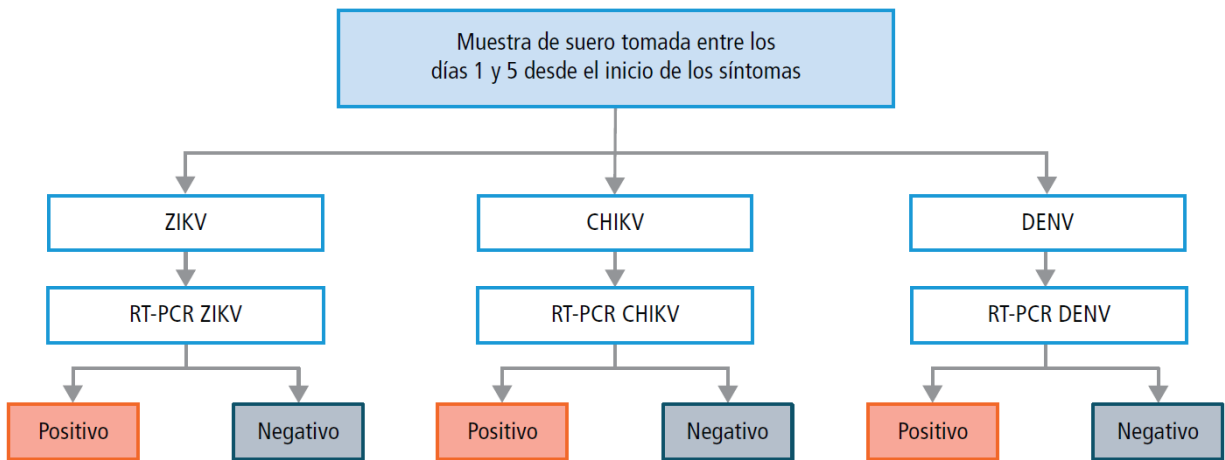 Muestra de suero tomada entre los
días 1 y 5 desde el inicio de los síntomas
ZIKV
CHIKV
DENV
RT-PCR ZIKV
RT-PCR CHIKV
RT-PCR DENV
Positivo
Negativo
Positivo
Negativo
Positivo
Negativo